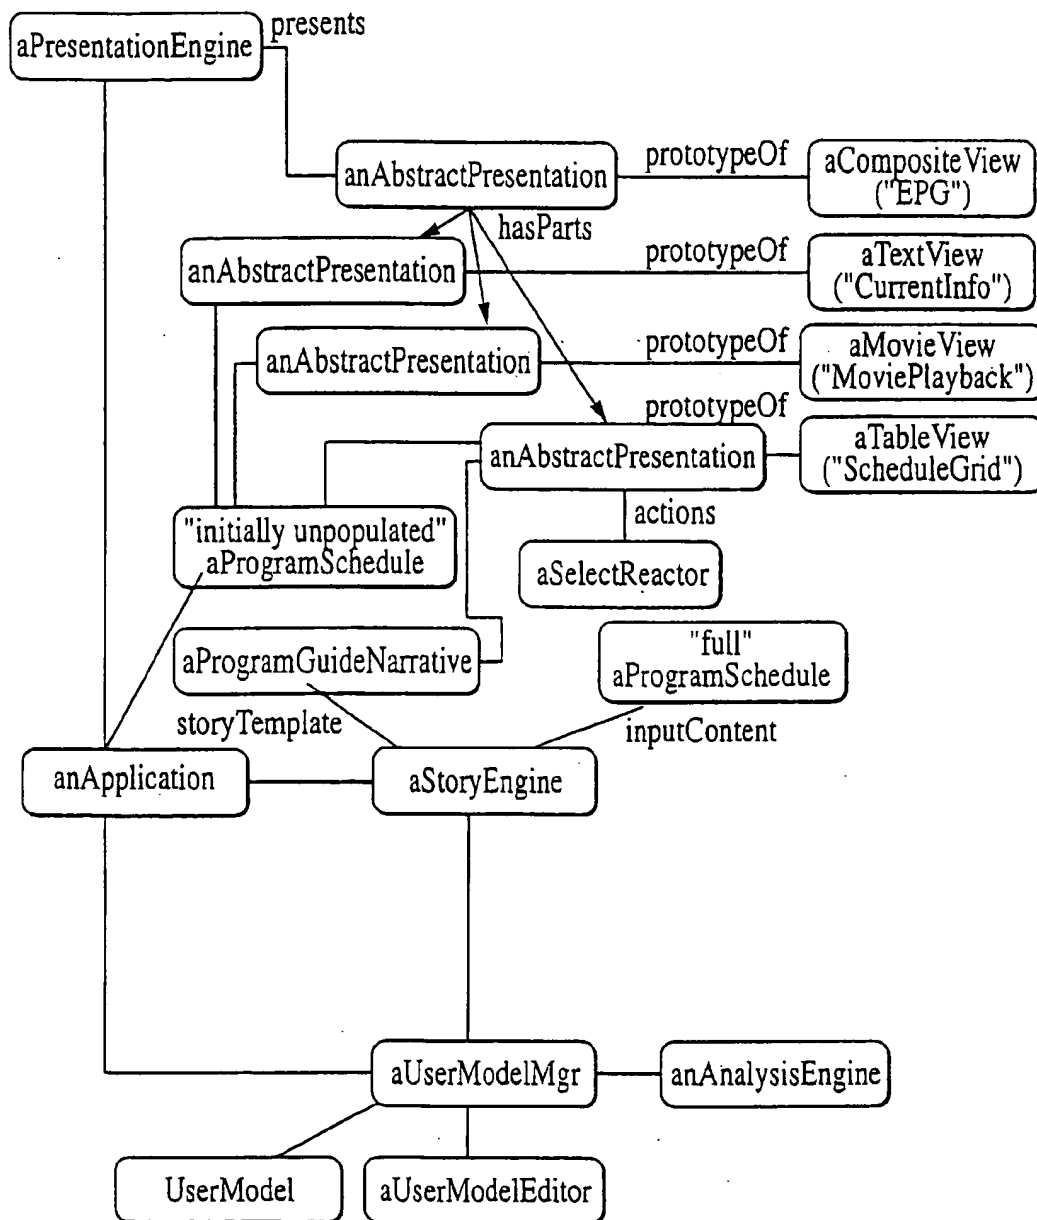 presents
aPresentationEngine
anAbstractPresentation
prototypeOf
aCompositeView
("EPG")
hasParts
anAbstractPresentation
prototypeOf
aTextView
("CurrentInfo")
anAbstractPresentation
prototypeOf
aMovieView
("MoviePlayback")
prototypeOf
anAbstractPresentation
aTableView
("ScheduleGrid")
"initially unpopulated"
aProgramSchedule
actions
aSelectReactor
aProgramGuideNarrative
"full"
aProgramSchedule
storyTemplate
inputContent
anApplication
aStoryEngine
aUserModelMgr
anAnalysisEngine
UserModel
aUserModelEditor